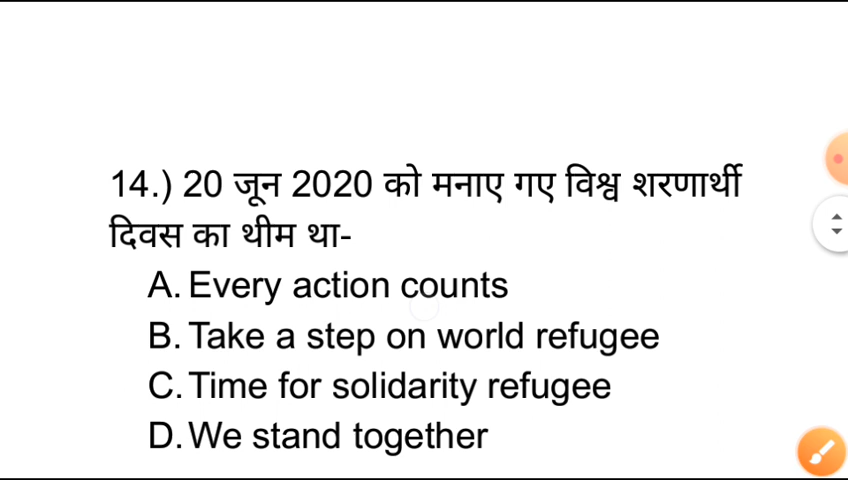 14.) 20 जून 2020 को मनाए गए विश्व शरणार्थी
दिवस का थीम था-
A. Every action counts
B. Take a step on world refugee
C. Time for solidarity refugee
D. We stand together